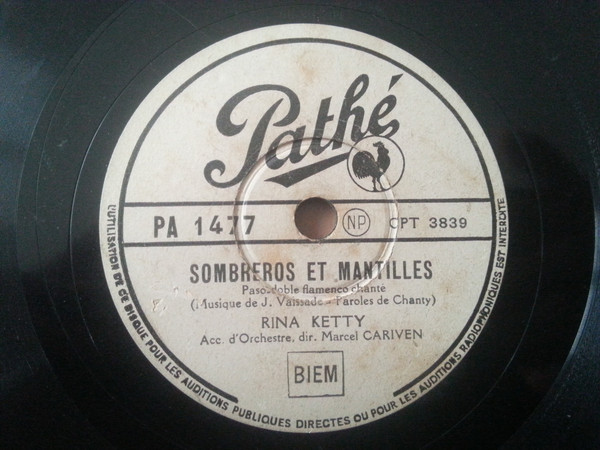 Pathé
PA 1477 NP CPT 3839
SOMBREROS ET MANTILLES
Paso-doble flamenco chanté
(Musique de J. Vaissade - Paroles de Chanty)
RINA KETTY
Acc. d'Orchestre, dir. Marcel CARIVEN
BIEM
L'UTILISATION DE CE DISQUE POUR LES AUDITIONS PUBLIQUES DIRECTES OU POUR LES AUDITIONS RADIOPHONIQUES EST INTERDITE